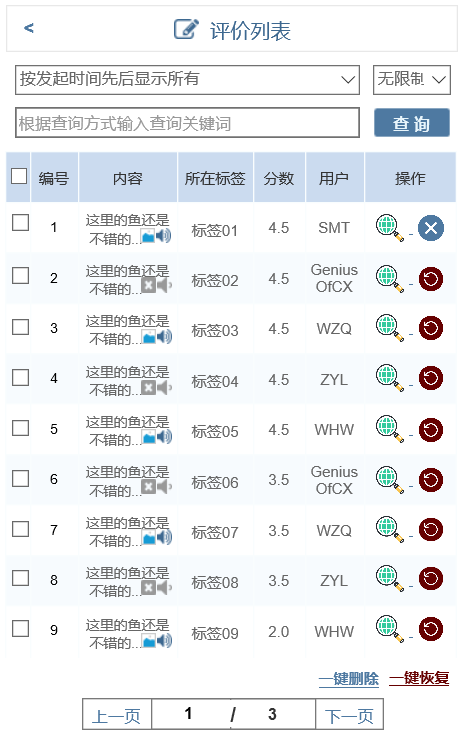 < 评价列表
按发起时间先后显示所有 无限制
根据查询方式输入查询关键词 查 询
编号 内容 所在标签 分数 用户 操作
1 这里的鱼还是 标签01 4.5 SMT -
不错的...
2 这里的鱼还是 标签02 4.5 Genius -
不错的... OfCX
3 这里的鱼还是 标签03 4.5 WZQ -
不错的...
4 这里的鱼还是 标签04 4.5 ZYL -
不错的...
5 这里的鱼还是 标签05 4.5 WHW -
不错的...
6 这里的鱼还是 标签06 3.5 Genius -
不错的... OfCX
7 这里的鱼还是 标签07 3.5 WZQ -
不错的...
8 这里的鱼还是 标签08 3.5 ZYL -
不错的...
9 这里的鱼还是 标签09 2.0 WHW -
不错的...
一键删除 一键恢复
上一页 1 / 3 下一页